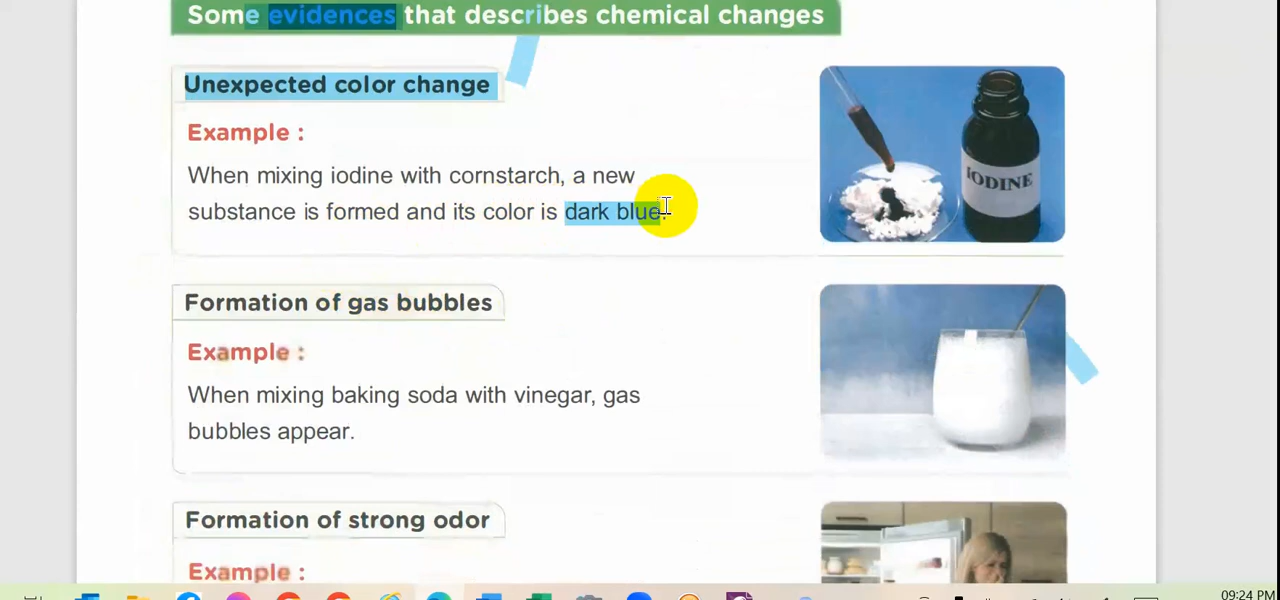 Some evidences that describes chemical changes
Unexpected color change
Example :
When mixing iodine with cornstarch, a new
substance is formed and its color is dark blue.
IODINE
Formation of gas bubbles
Example :
When mixing baking soda with vinegar, gas
bubbles appear.
Formation of strong odor
Example :
09:24 PM